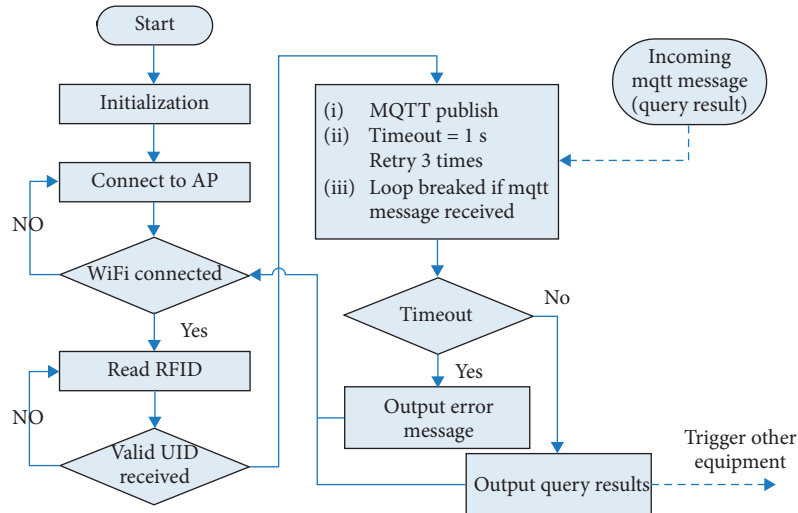 Start
Initialization
Connect to AP
NO
WiFi connected
Yes
Read RFID
NO
Valid UID
received
(i) MQTT publish
(ii) Timeout = 1 s
Retry 3 times
(iii) Loop breaked if mqtt
message received
Incoming
mqtt message
(query result)
Timeout
No
Yes
Output error
message
Output query results
Trigger other
equipment